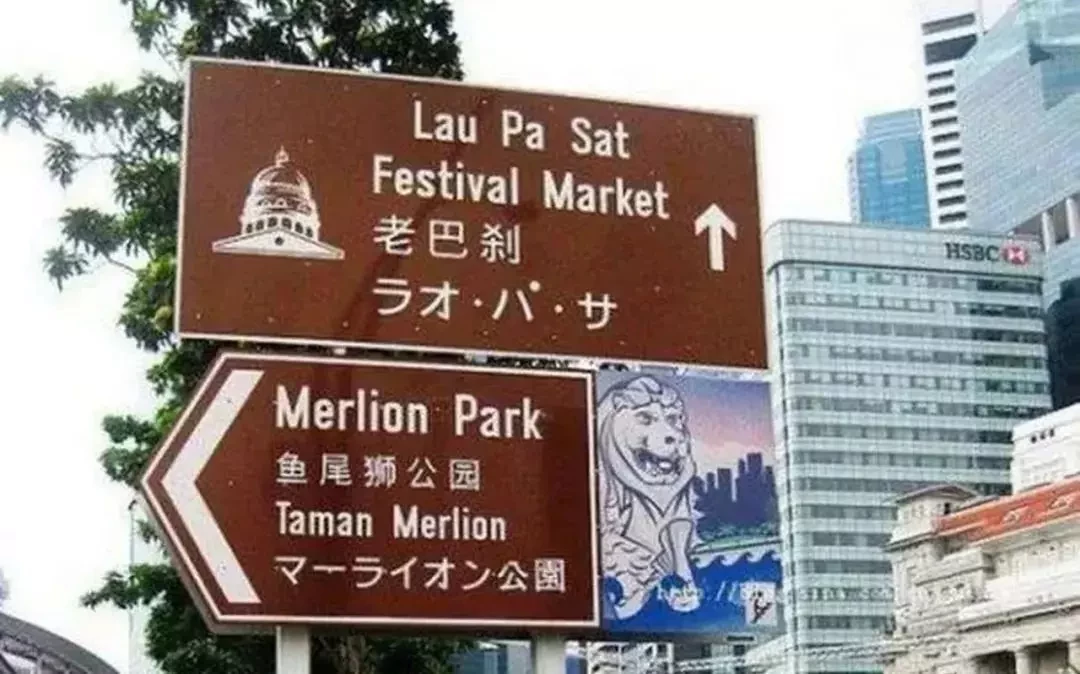 Lau Pa Sat
Festival Market
老巴刹
ラオ・パ・サ
HSBC
Merlion Park
鱼尾狮公园
Taman Merlion
マーライオン公園